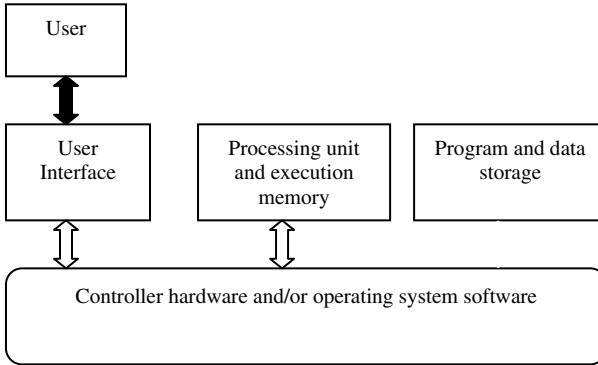 User
User
Interface
Processing unit
and execution
memory
Program and data
storage
Controller hardware and/or operating system software